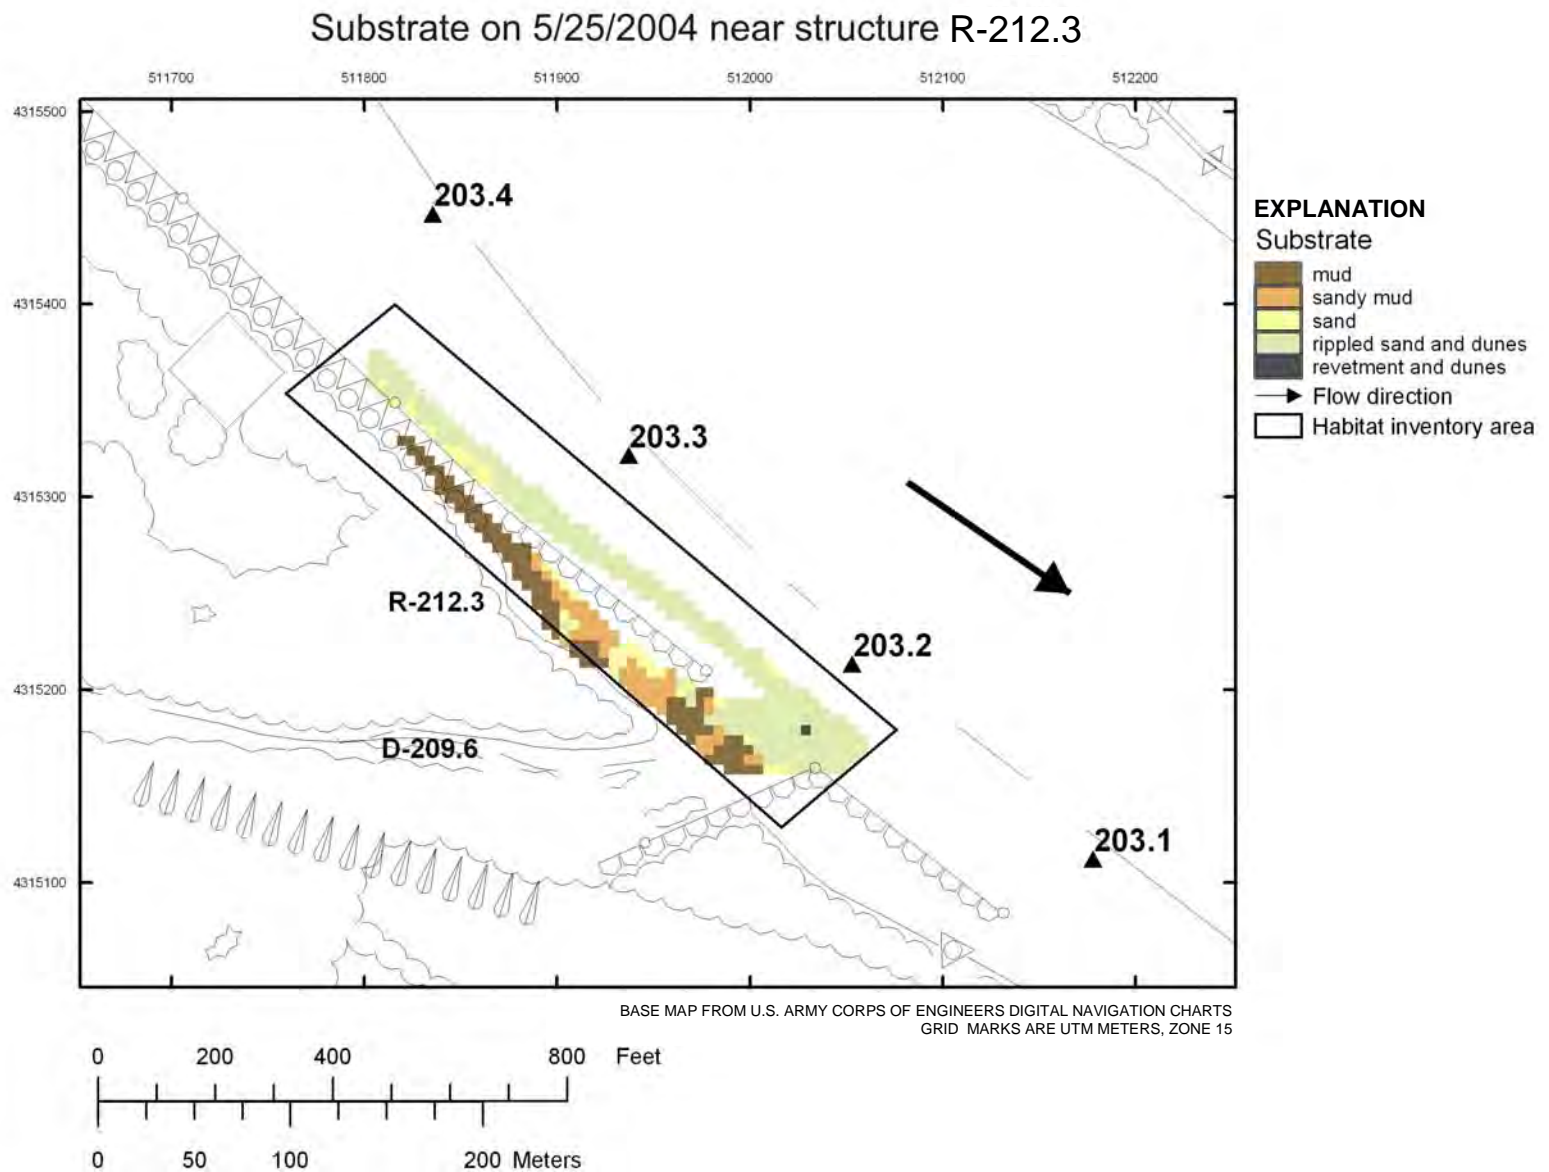 Substrate on 5/25/2004 near structure R-212.3
511700 511800 511900 512000 512100 512200
4315500
203.4
EXPLANATION
Substrate
mud
sandy mud
sand
rippled sand and dunes
revetment and dunes
Flow direction
Habitat inventory area
4315400
203.3
4315300
R-212.3
203.2
4315200
D-209.6
203.1
4315100
BASE MAP FROM U.S. ARMY CORPS OF ENGINEERS DIGITAL NAVIGATION CHARTS
GRID MARKS ARE UTM METERS, ZONE 15
0 200 400 800 Feet
0 50 100 200 Meters